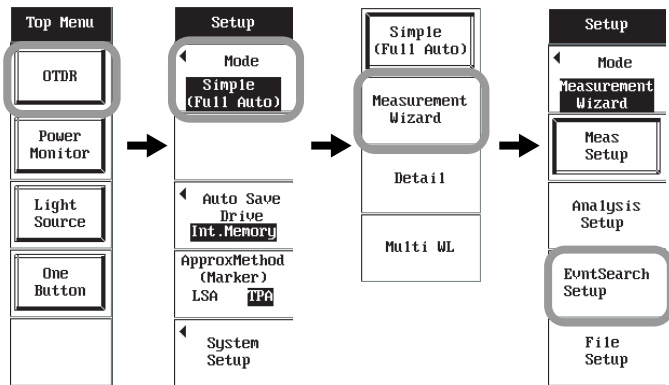 Top Menu
OTDR
Power
Monitor
Light
Source
One
Button
Setup
Mode
Simple
(Full Auto)
Auto Save
Drive
Int.Memory
ApproxMethod
(Marker)
LSA TPA
System
Setup
Simple
(Full Auto)
Measurement
Wizard
Detail
Multi WL
Setup
Mode
Measurement
Wizard
Meas
Setup
Analysis
Setup
EvntSearch
Setup
File
Setup